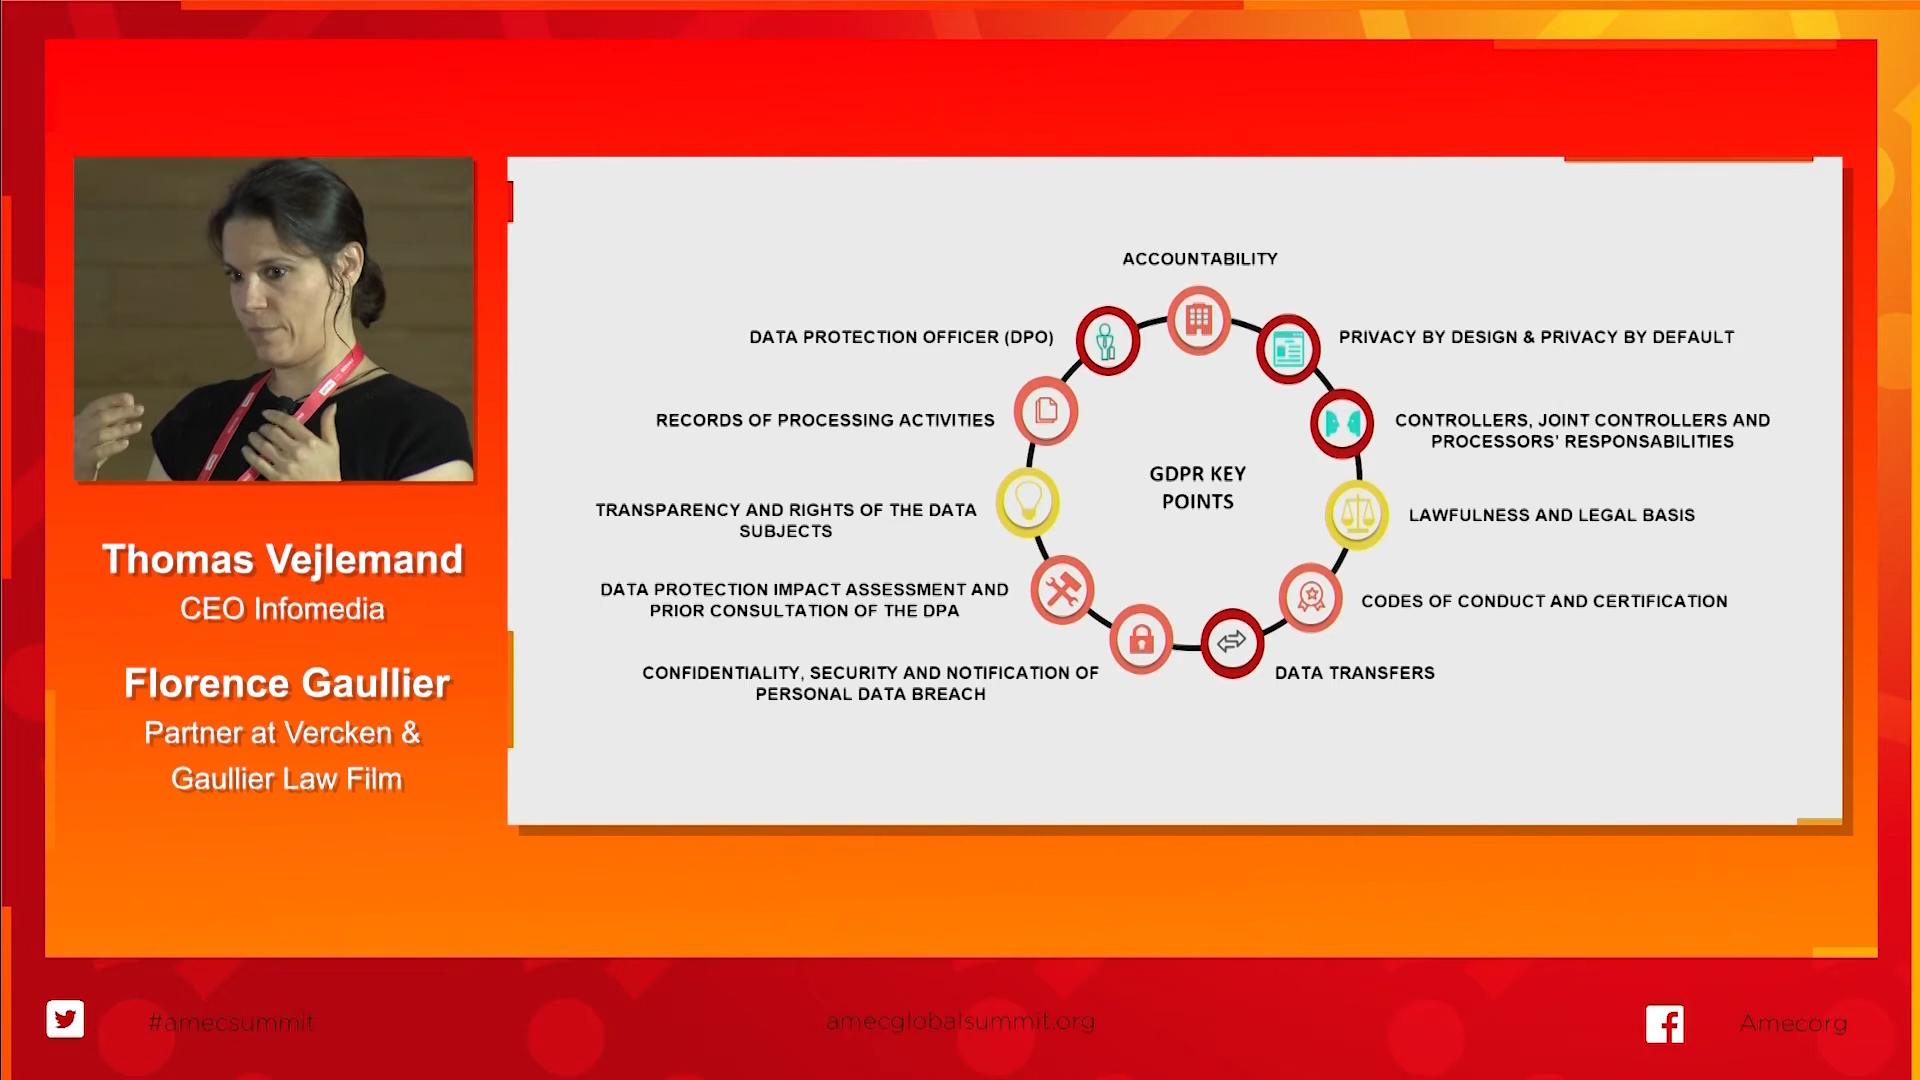 Thomas Vejlemand
CEO Infomedia
Florence Gaullier
Partner at Vercken &
Gaullier Law Film
ACCOUNTABILITY
DATA PROTECTION OFFICER (DPO)
PRIVACY BY DESIGN & PRIVACY BY DEFAULT
RECORDS OF PROCESSING ACTIVITIES
CONTROLLERS, JOINT CONTROLLERS AND
PROCESSORS' RESPONSABILITIES
GDPR KEY
POINTS
TRANSPARENCY AND RIGHTS OF THE DATA
SUBJECTS
LAWFULNESS AND LEGAL BASIS
DATA PROTECTION IMPACT ASSESSMENT AND
PRIOR CONSULTATION OF THE DPA
CODES OF CONDUCT AND CERTIFICATION
CONFIDENTIALITY, SECURITY AND NOTIFICATION OF
PERSONAL DATA BREACH
DATA TRANSFERS
#amecsummit
amecglobalsummit.org
Amecorg